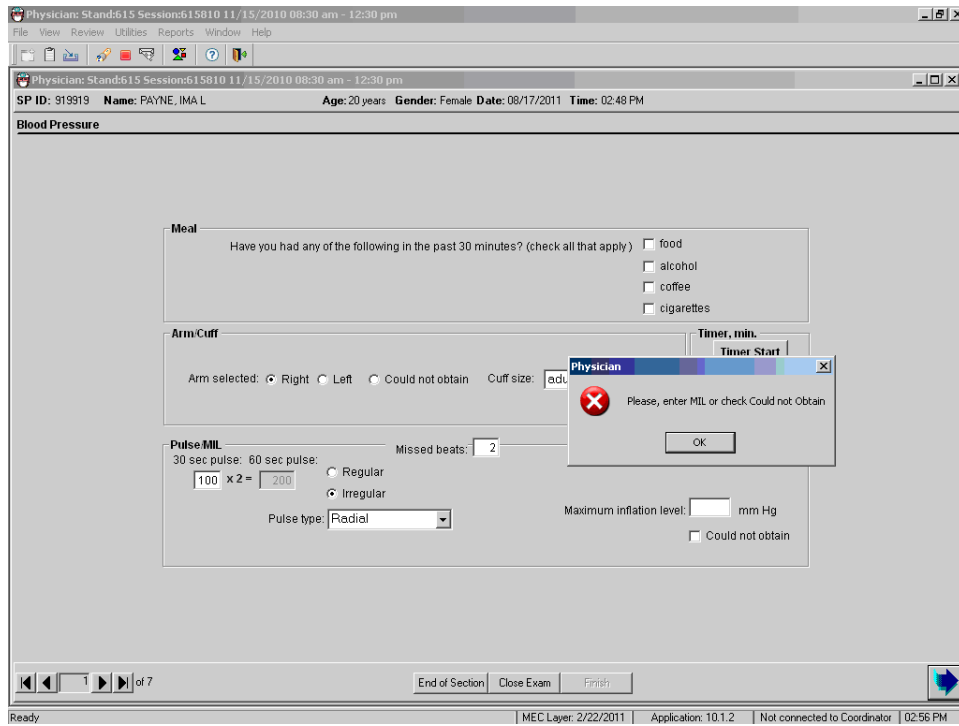 Physician: Stand:615 Session:615810 11/15/2010 08:30 am - 12:30 pm
File View Review Utilities Reports Window Help
Physician: Stand:615 Session:615810 11/15/2010 08:30 am - 12:30 pm
SP ID: 919919 Name: PAYNE, IMA L Age: 20 years Gender: Female Date: 08/17/2011 Time: 02:48 PM
Blood Pressure
Meal
Have you had any of the following in the past 30 minutes? (check all that apply) food
alcohol
coffee
cigarettes
Arm/Cuff
Timer, min.
Timer Start
Arm selected: Right Left Could not obtain Cuff size:
Physician
Please, enter MIL or check Could not Obtain
OK
Pulse/MIL
Missed beats: 2
30 sec pulse: 60 sec pulse:
100 x 2 = 200
Regular
Irregular
Pulse type: Radial
Maximum inflation level: mm Hg
Could not obtain
1 of 7
End of Section Close Exam Finish
Ready MEC Layer: 2/22/2011 Application: 10.1.2 Not connected to Coordinator 02:56 PM